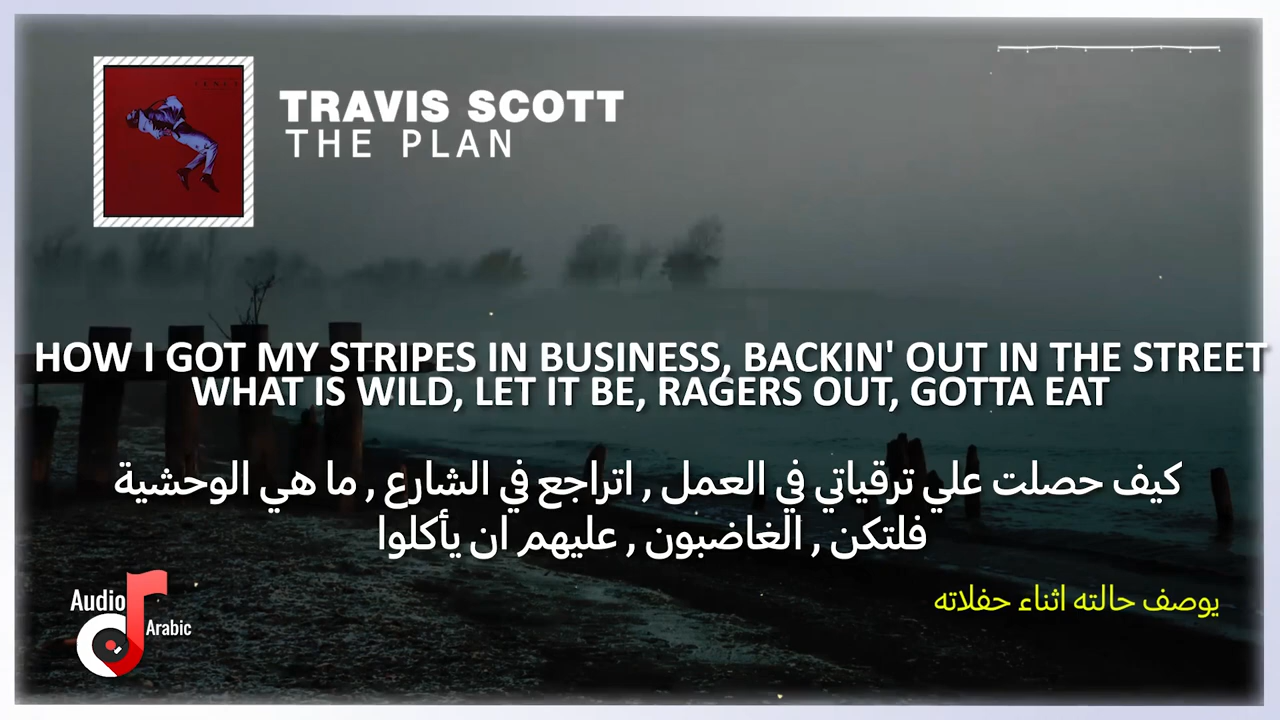 TRAVIS SCOTT
THE PLAN
HOW I GOT MY STRIPES IN BUSINESS, BACKIN' OUT IN THE STREET
WHAT IS WILD, LET IT BE, RAGERS OUT, GOTTA EAT
كيف حصلت علي ترقياتي في العمل , اتراجع في الشارع , ما هي الوحشية
فلتكن , الغاضبون , عليهم ان يأكلوا
يوصف حالته اثناء حفلاته
Audio
Arabic